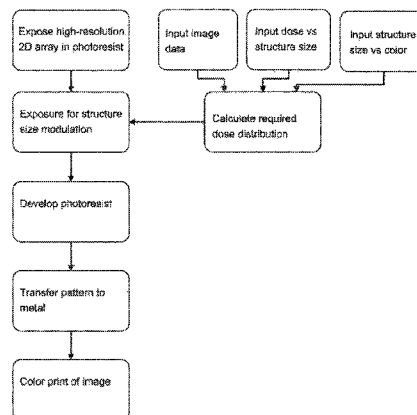 Expose high-resolution
2D array in photoresist
Input image
data
Input dose vs
structure size
Input structure
size vs color
Exposure for structure
size modulation
Calculate required
dose distribution
Develop photoresist
Transfer pattern to
metal
Color print of image